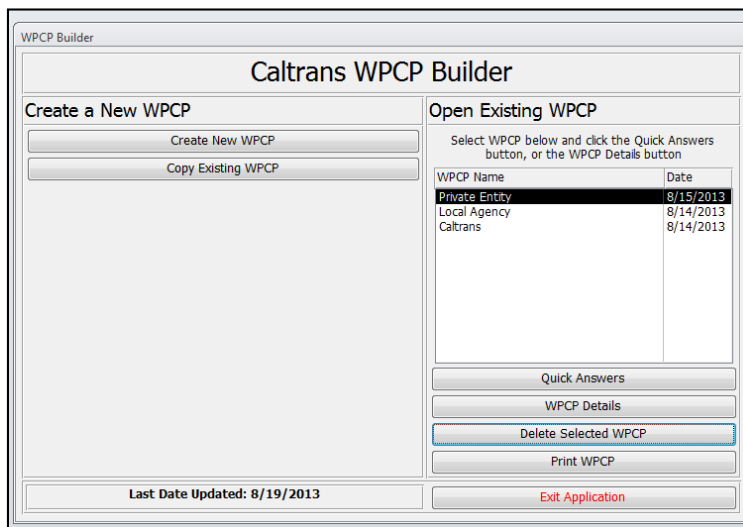 WPCP Builder
Caltrans WPCP Builder
Create a New WPCP
Create New WPCP
Copy Existing WPCP
Open Existing WPCP
Select WPCP below and click the Quick Answers
button, or the WPCP Details button
WPCP Name Date
Private Entity 8/15/2013
Local Agency 8/14/2013
Caltrans 8/14/2013
Quick Answers
WPCP Details
Delete Selected WPCP
Print WPCP
Last Date Updated: 8/19/2013
Exit Application